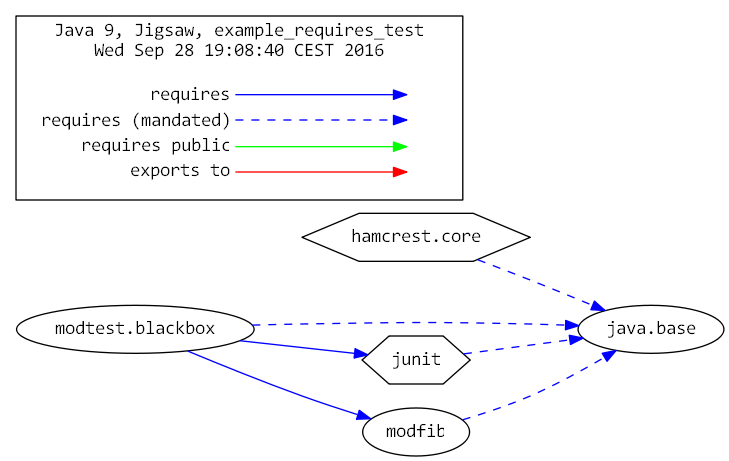 Java 9, Jigsaw, example_requires_test
Wed Sep 28 19:08:40 CEST 2016
requires
requires (mandated)
requires public
exports to
hamcrest.core
modtest.blackbox
java.base
junit
modfib